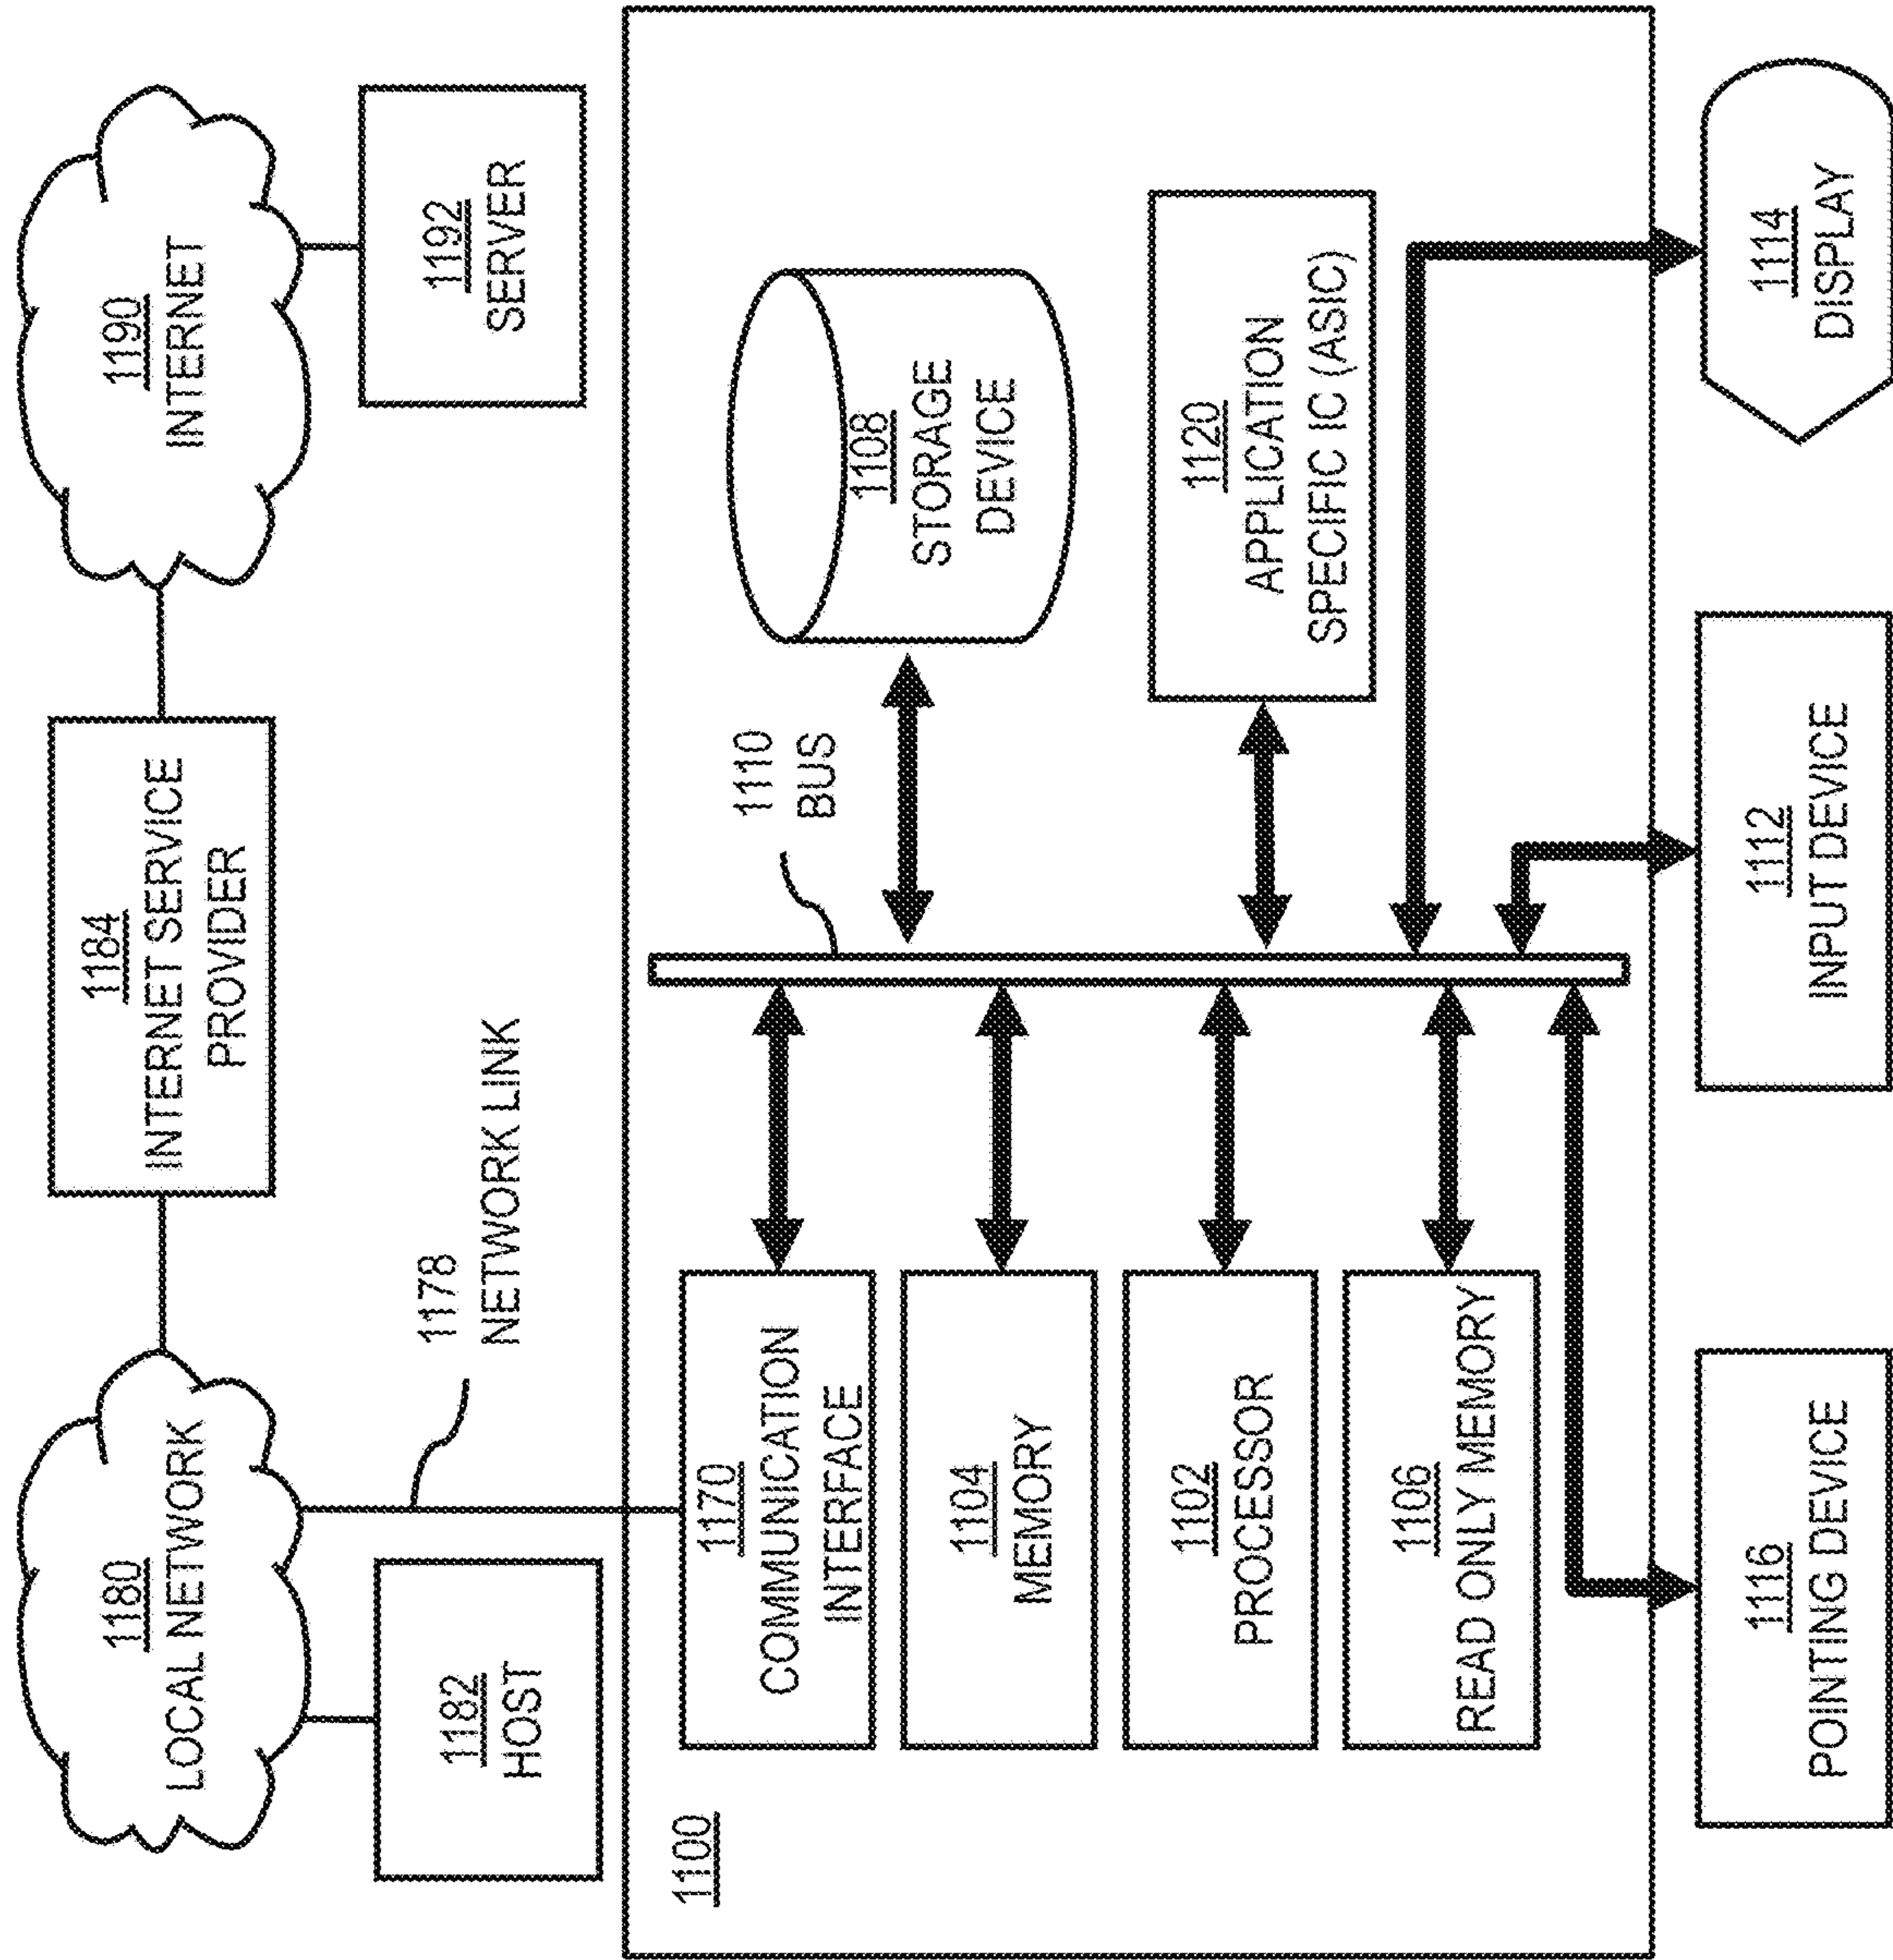 1180
LOCAL NETWORK
1184
INTERNET SERVICE
PROVIDER
1190
INTERNET
1182
HOST
1178
NETWORK LINK
1192
SERVER
1100
1170
COMMUNICATION
INTERFACE
1110
BUS
1108
STORAGE
DEVICE
1104
MEMORY
1102
PROCESSOR
1120
APPLICATION
SPECIFIC IC (ASIC)
1106
READ ONLY MEMORY
1116
POINTING DEVICE
1112
INPUT DEVICE
1114
DISPLAY